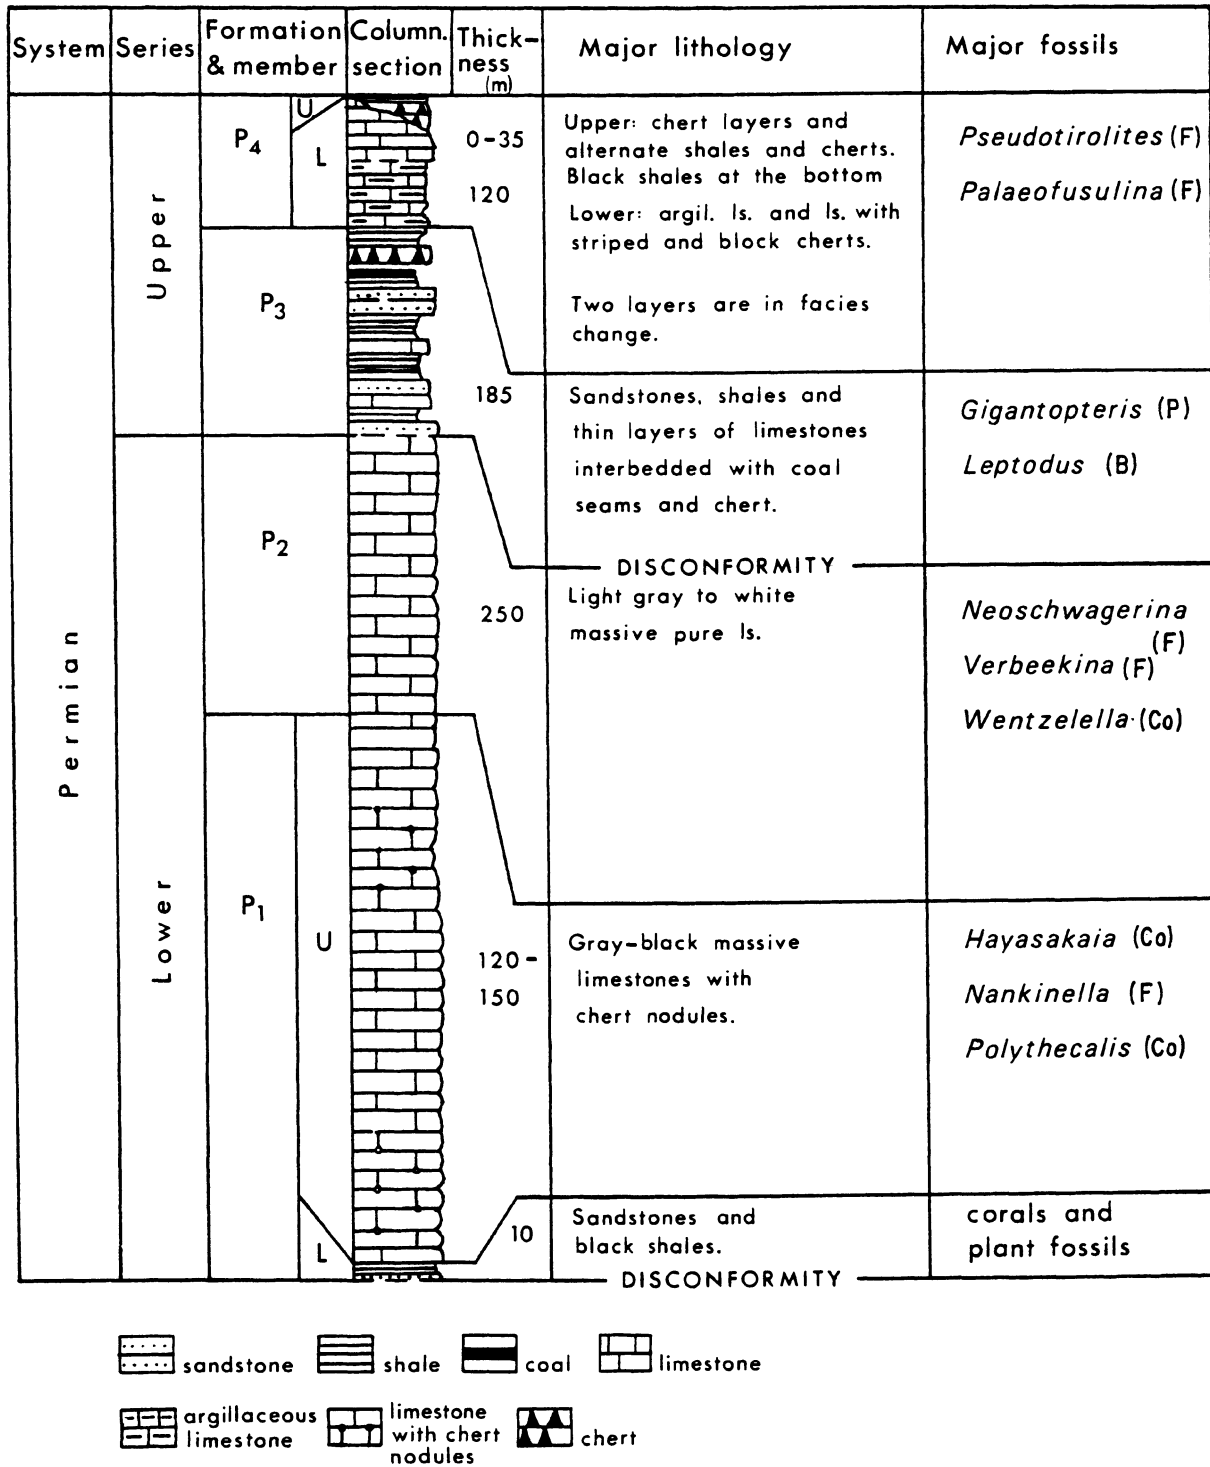 System Series Formation & member Column. section Thick-ness (m) Major lithology Major fossils
Permian
Upper
Lower
P4
U
L
0-35
120
Upper: chert layers and
alternate shales and cherts.
Black shales at the bottom
Lower: argil. ls. and ls. with
striped and block cherts.
Two layers are in facies
change.
Pseudotirolites (F)
Palaeofusulina (F)
P3
185
Sandstones, shales and
thin layers of limestones
interbedded with coal
seams and chert.
Gigantopteris (P)
Leptodus (B)
DISCONFORMITY
P2
250
Light gray to white
massive pure ls.
Neoschwagerina
(F)
Verbeekina (F)
Wentzelella (Co)
P1
U
120-
150
Gray-black massive
limestones with
chert nodules.
Hayasakaia (Co)
Nankinella (F)
Polythecalis (Co)
L
10
Sandstones and
black shales.
corals and
plant fossils
DISCONFORMITY
sandstone shale coal limestone
argillaceous
limestone
limestone
with chert
nodules
chert